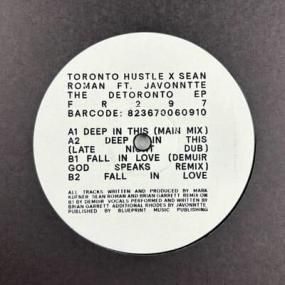 TORONTO HUSTLE X SEAN
ROMAN FT. JAVONNTTE
THE DETORONTO EP
FR297
BARCODE: 823670060910
A1 DEEP IN THIS (MAIN MIX)
A2 DEEP IN THIS
(LATE NIGHT DUB)
B1 FALL IN LOVE (DEMUIR
GOD SPEAKS REMIX)
B2 FALL IN LOVE
ALL TRACKS WRITTEN AND PRODUCED BY MARK
KUFNER SEAN ROMAN AND BRIAN GARRETT REMIX ON
B1 BY DEMUIR VOCALS PERFORMED AND WRITTEN BY
BRIAN GARRETT ADDITIONAL RHODES BY JAVONNTTE.
PUBLISHED BY BLUEPRINT MUSIC PUBLISHING